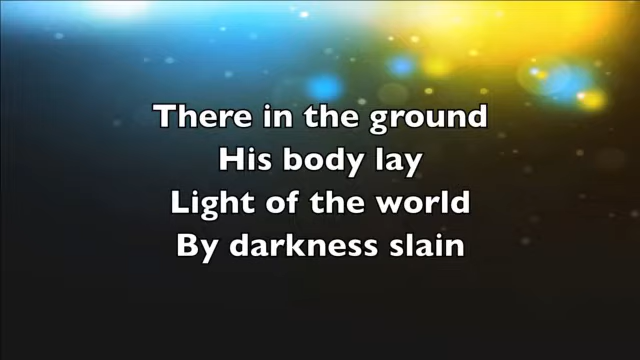 There in the ground
His body lay
Light of the world
By darkness slain